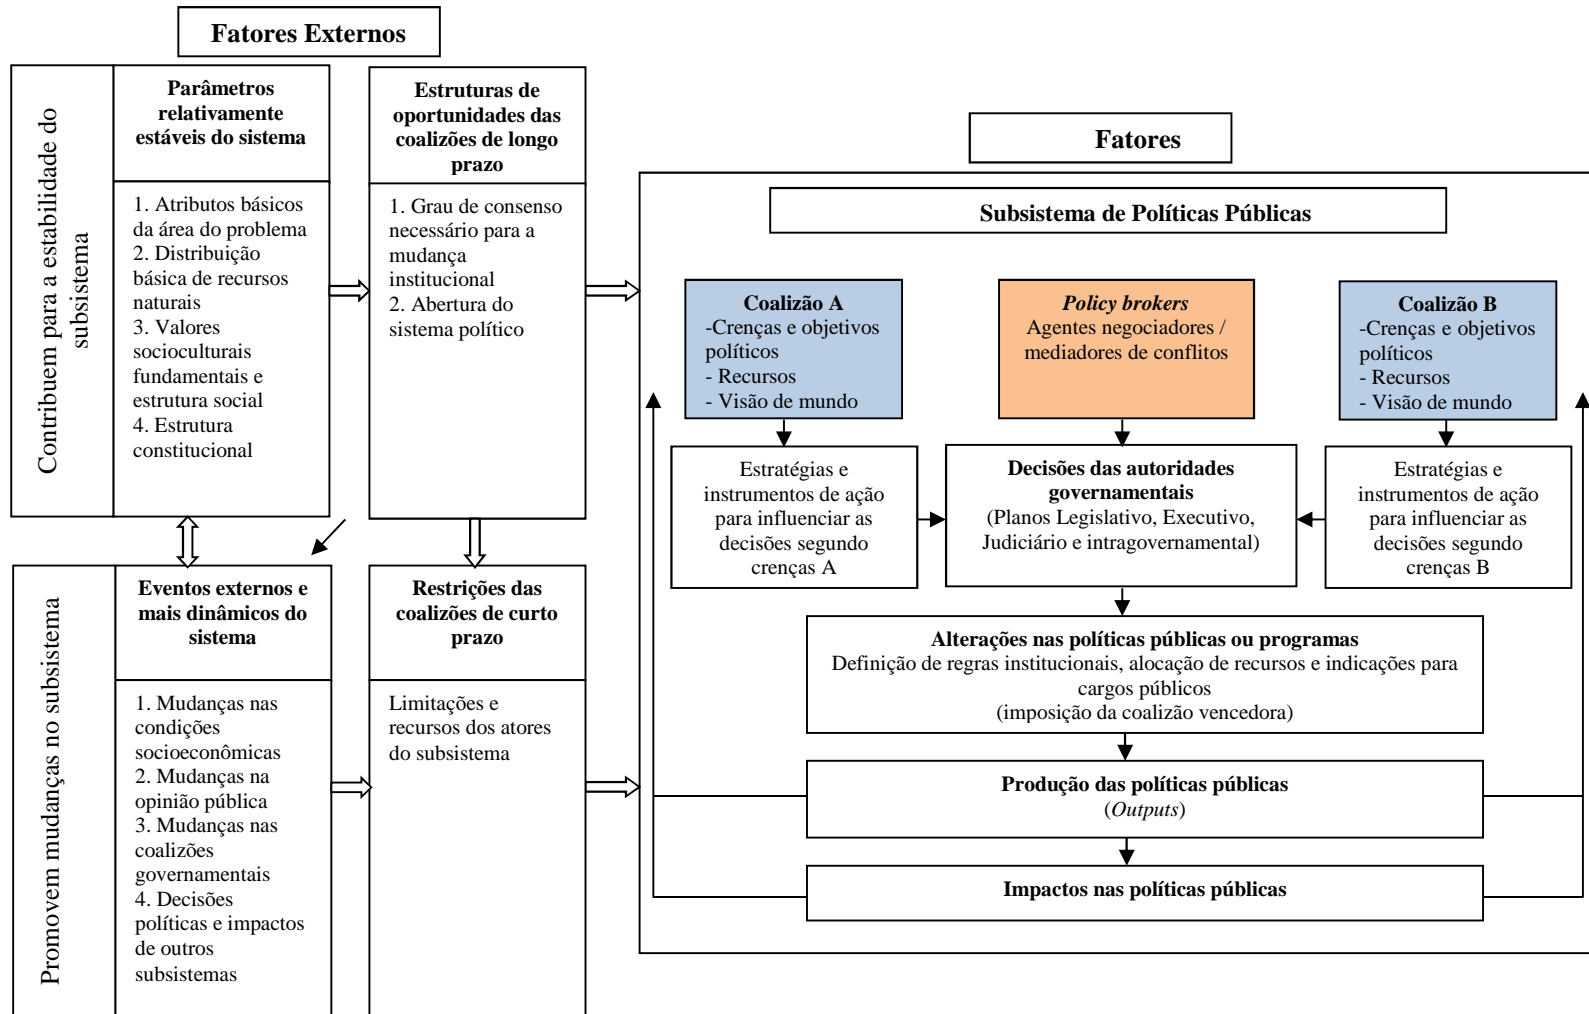 Fatores Externos
Contribuem para a estabilidade do
subsistema
Parâmetros
relativamente
estáveis do sistema
1. Atributos básicos
da área do problema
2. Distribuição
básica de recursos
naturais
3. Valores
socioculturais
fundamentais e
estrutura social
4. Estrutura
constitucional
Estruturas de
oportunidades das
coalizões de longo
prazo
1. Grau de consenso
necessário para a
mudança
institucional
2. Abertura do
sistema político
Promovem mudanças no subsistema
Eventos externos e
mais dinâmicos do
sistema
1. Mudanças nas
condições
socioeconômicas
2. Mudanças na
opinião pública
3. Mudanças nas
coalizões
governamentais
4. Decisões
políticas e impactos
de outros
subsistemas
Restrições das
coalizões de curto
prazo
Limitações e
recursos dos atores
do subsistema
Fatores
Subsistema de Políticas Públicas
Coalizão A
-Crenças e objetivos
políticos
- Recursos
- Visão de mundo
Policy brokers
Agentes negociadores /
mediadores de conflitos
Coalizão B
-Crenças e objetivos
políticos
- Recursos
- Visão de mundo
Estratégias e
instrumentos de ação
para influenciar as
decisões segundo
crenças A
Decisões das autoridades
governamentais
(Planos Legislativo, Executivo,
Judiciário e intragovernamental)
Estratégias e
instrumentos de ação
para influenciar as
decisões segundo
crenças B
Alterações nas políticas públicas ou programas
Definição de regras institucionais, alocação de recursos e indicações para
cargos públicos
(imposição da coalizão vencedora)
Produção das políticas públicas
(Outputs)
Impactos nas políticas públicas